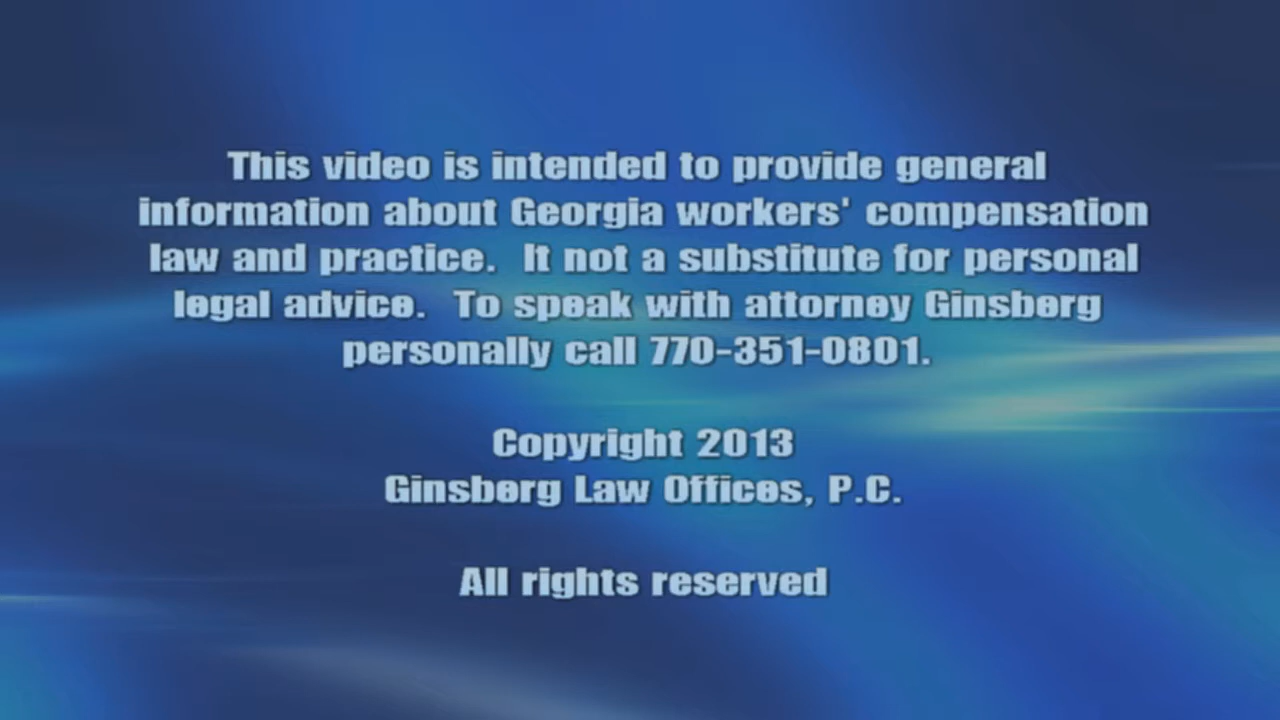 This video is intended to provide general
information about Georgia workers' compensation
law and practice.  It not a substitute for personal
legal advice.  To speak with attorney Ginsberg
personally call 770-351-0801.
Copyright 2013
Ginsberg Law Offices, P.C.
All rights reserved